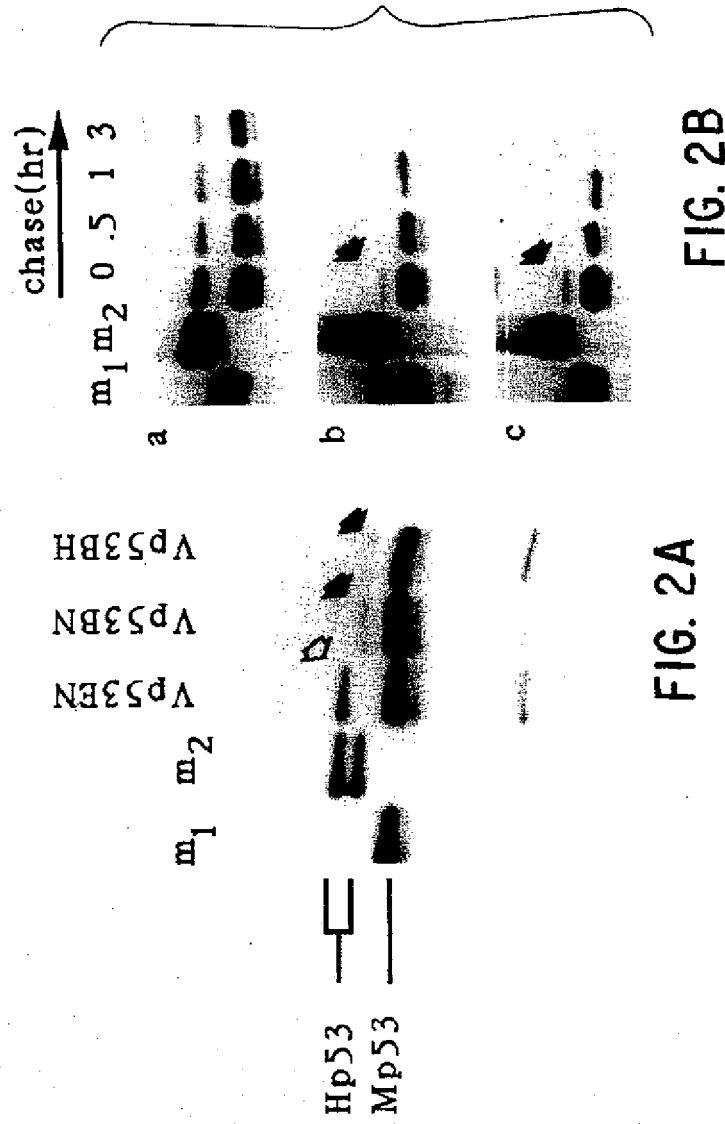 chase(hr)
m1 m2 0 .5 1 3
a
b
c
Vp53EN Vp53BN Vp53BH
m1 m2
Hp53
Mp53
FIG. 2A
FIG. 2B